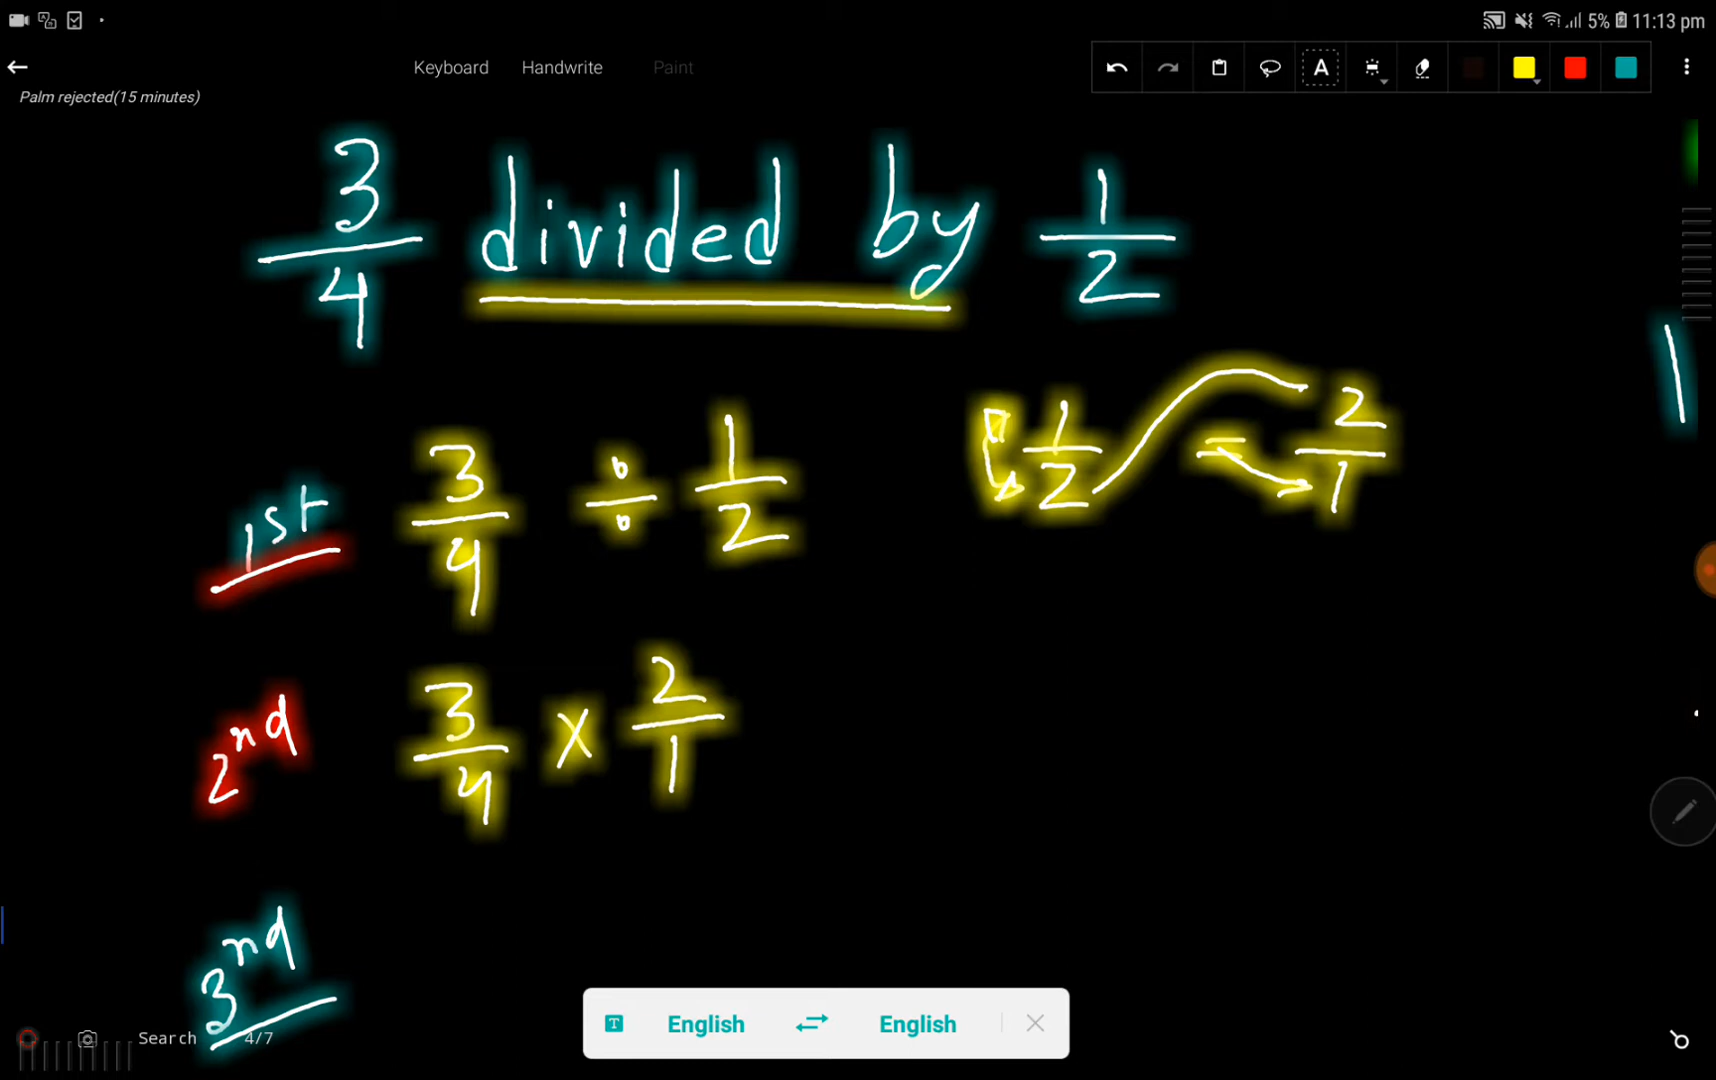 5% 11:13 pm
Keyboard Handwrite Paint
A
Palm rejected(15 minutes)
3/4 divided by 1/2
1st 3/4 ÷ 1/2
1/2 = 2/1
2nd 3/4 x 2/1
3nd
Search 4/7
T English English